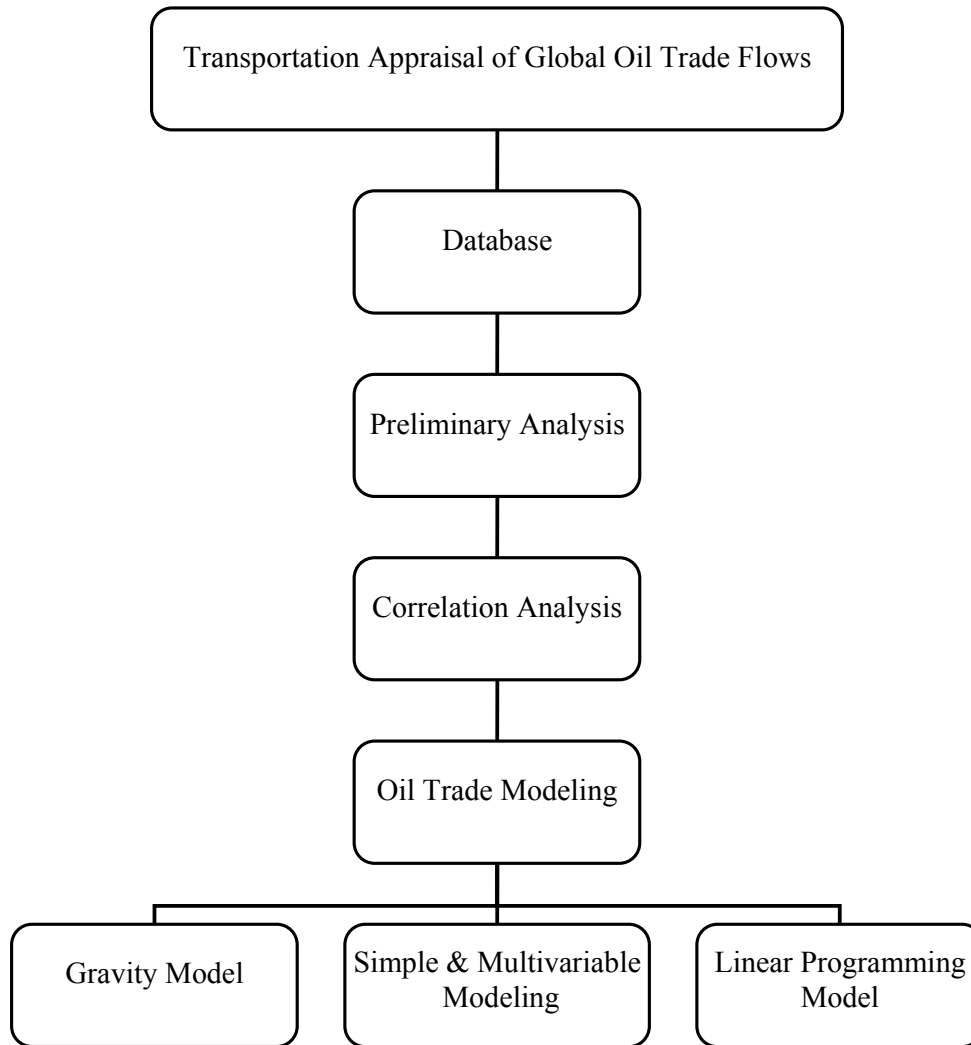 Transportation Appraisal of Global Oil Trade Flows
Database
Preliminary Analysis
Correlation Analysis
Oil Trade Modeling
Gravity Model
Simple & Multivariable
Modeling
Linear Programming
Model